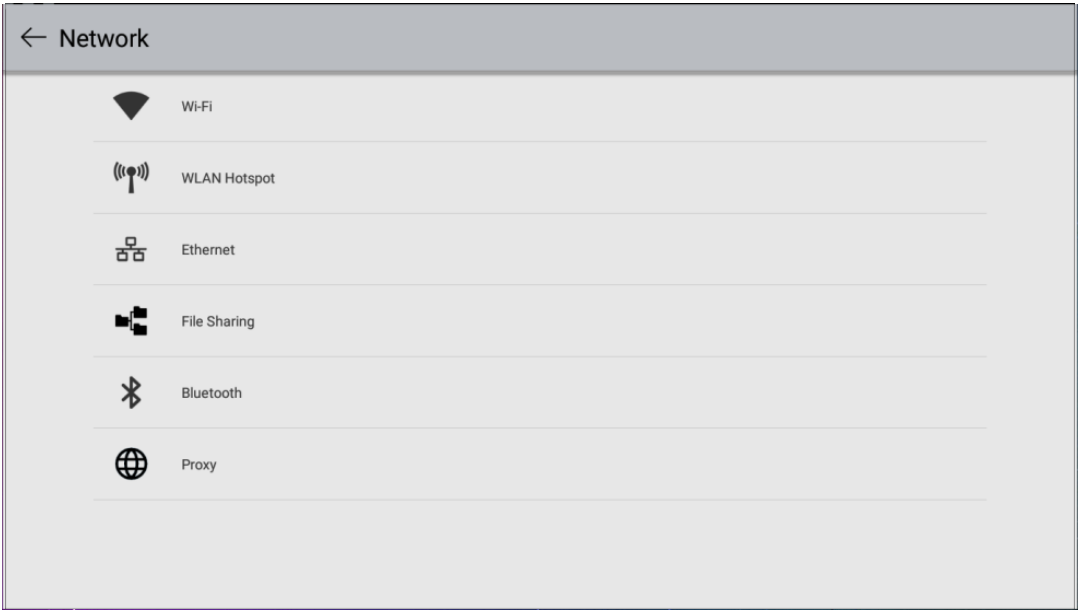 Network
Wi-Fi
WLAN Hotspot
Ethernet
File Sharing
Bluetooth
Proxy